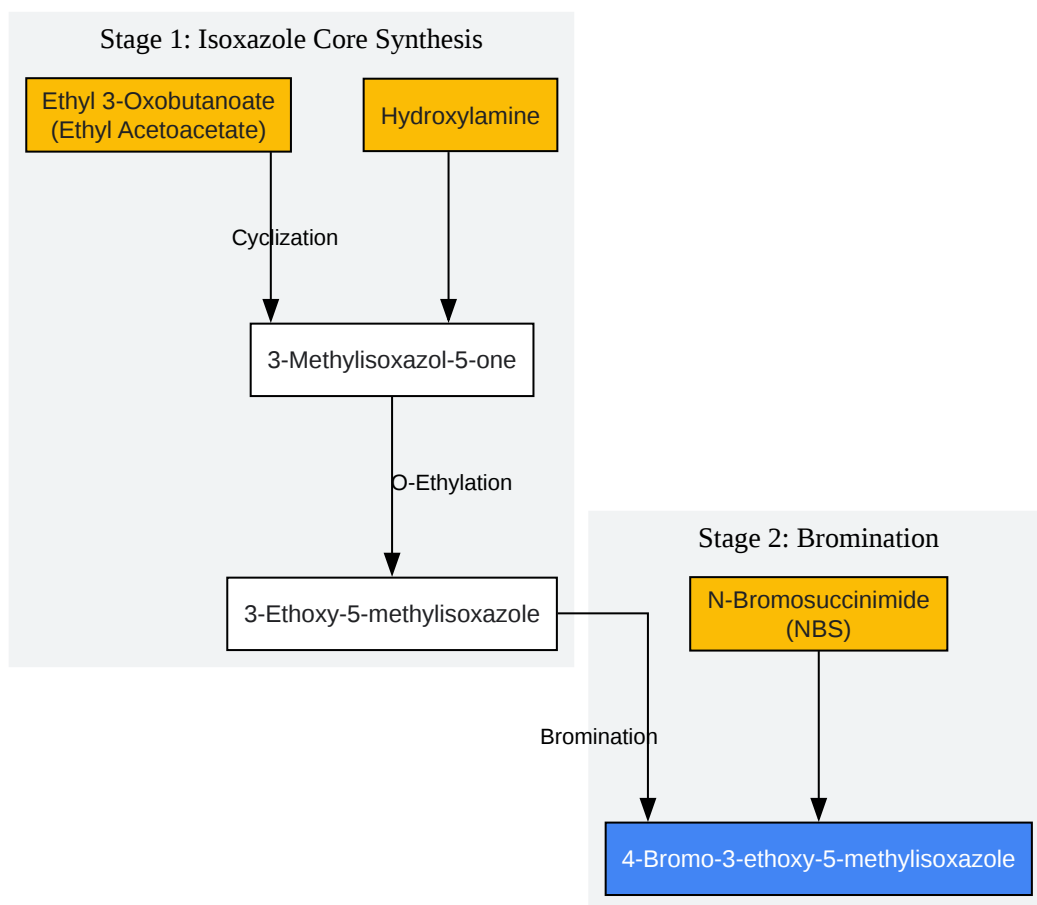 Stage 1: Isoxazole Core Synthesis
Ethyl 3-Oxobutanoate
(Ethyl Acetoacetate)
Hydroxylamine
Cyclization
3-Methylisoxazol-5-one
O-Ethylation
3-Ethoxy-5-methylisoxazole
Stage 2: Bromination
N-Bromosuccinimide
(NBS)
Bromination
4-Bromo-3-ethoxy-5-methylisoxazole